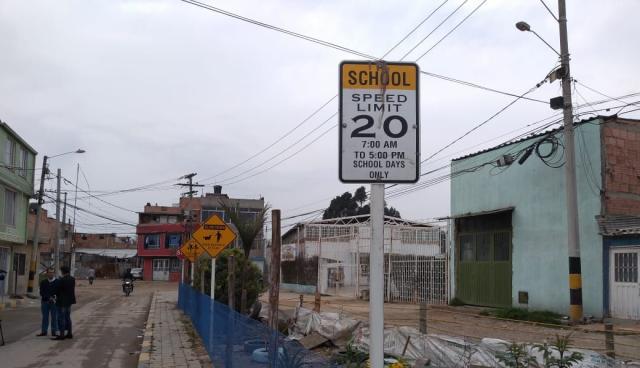 SCHOOL
SPEED
LIMIT
20
7:00 AM
TO 5:00 PM
SCHOOL DAYS
ONLY